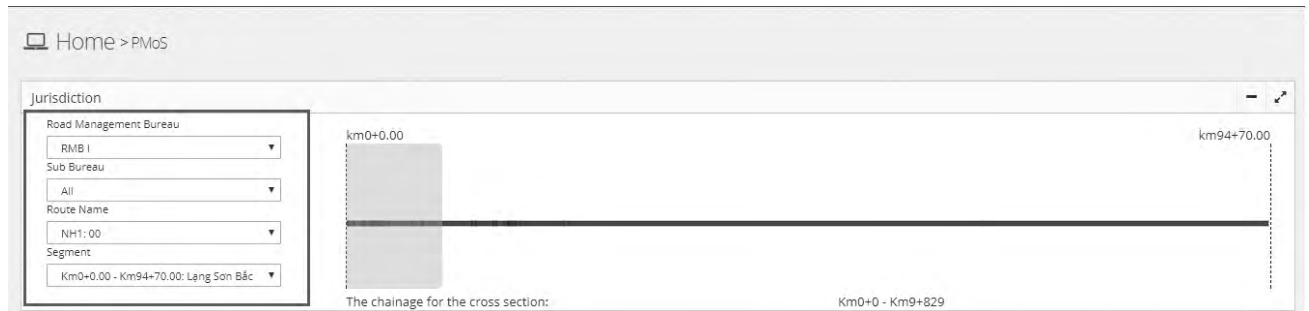 Home > PMoS
Jurisdiction
Road Management Bureau
RMB I
Sub Bureau
All
Route Name
NH1: 00
Segment
Km0+0.00 - Km94+70.00: Lạng Sơn Bắc
km0+0.00
km94+70.00
The chainage for the cross section:
Km0+0 - Km9+829